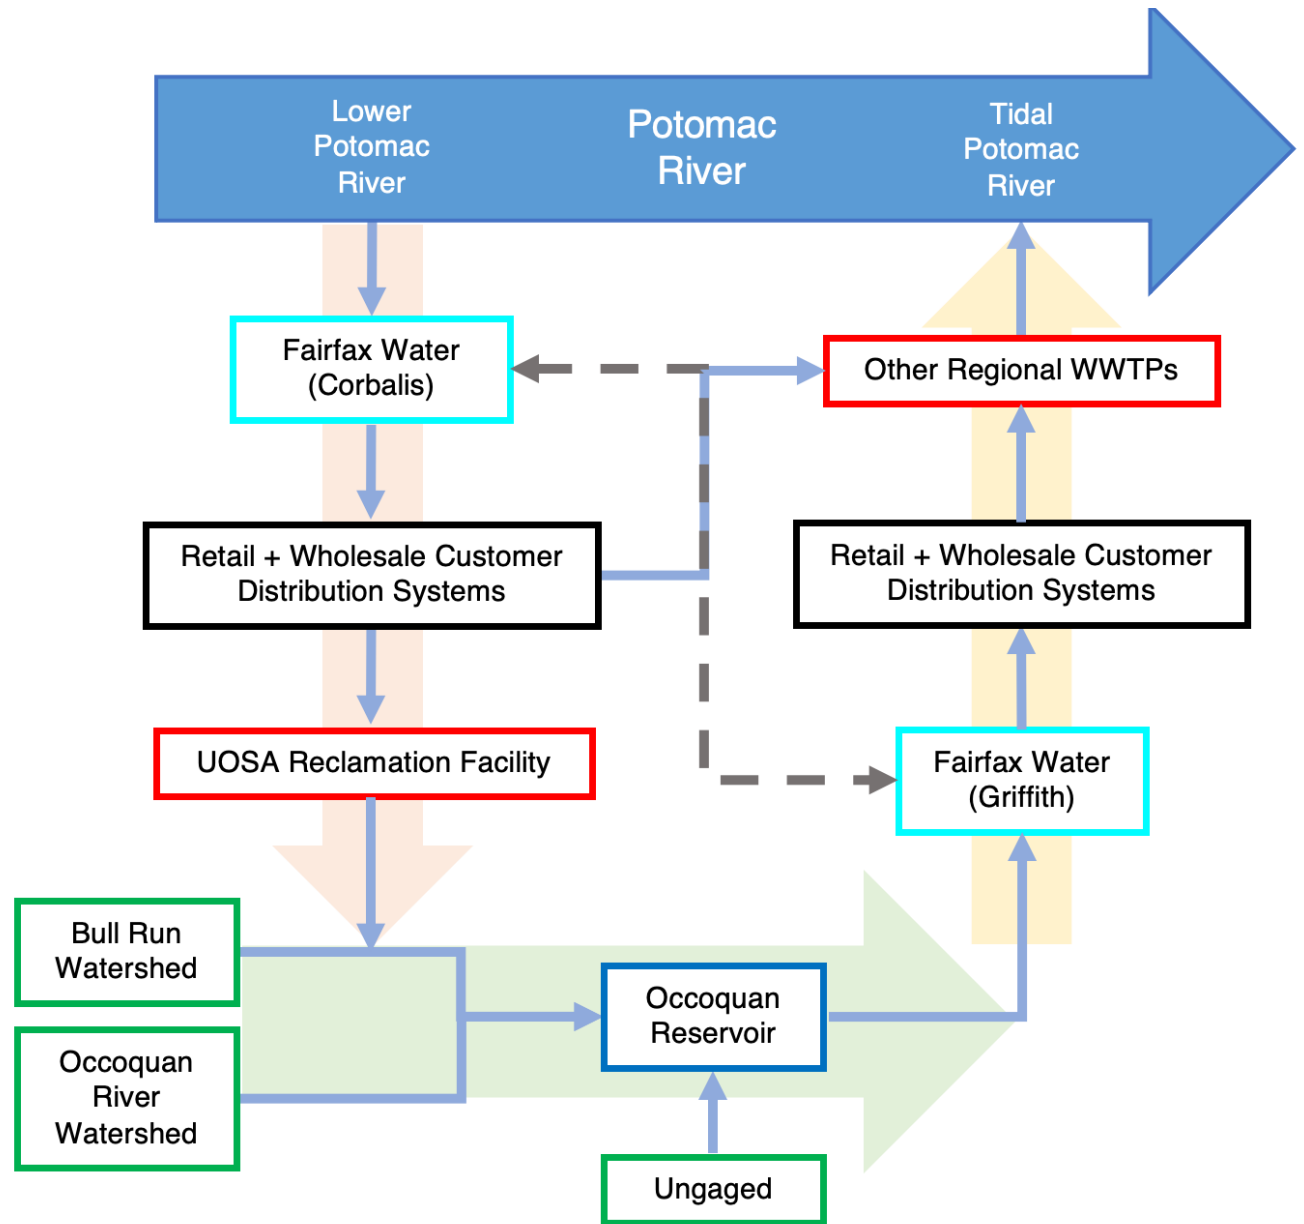 Lower
Potomac
River
Potomac
River
Tidal
Potomac
River
Fairfax Water
(Corbalis)
Other Regional WWTPs
Retail + Wholesale Customer
Distribution Systems
Retail + Wholesale Customer
Distribution Systems
UOSA Reclamation Facility
Fairfax Water
(Griffith)
Bull Run
Watershed
Occoquan
Reservoir
Occoquan
River
Watershed
Ungaged